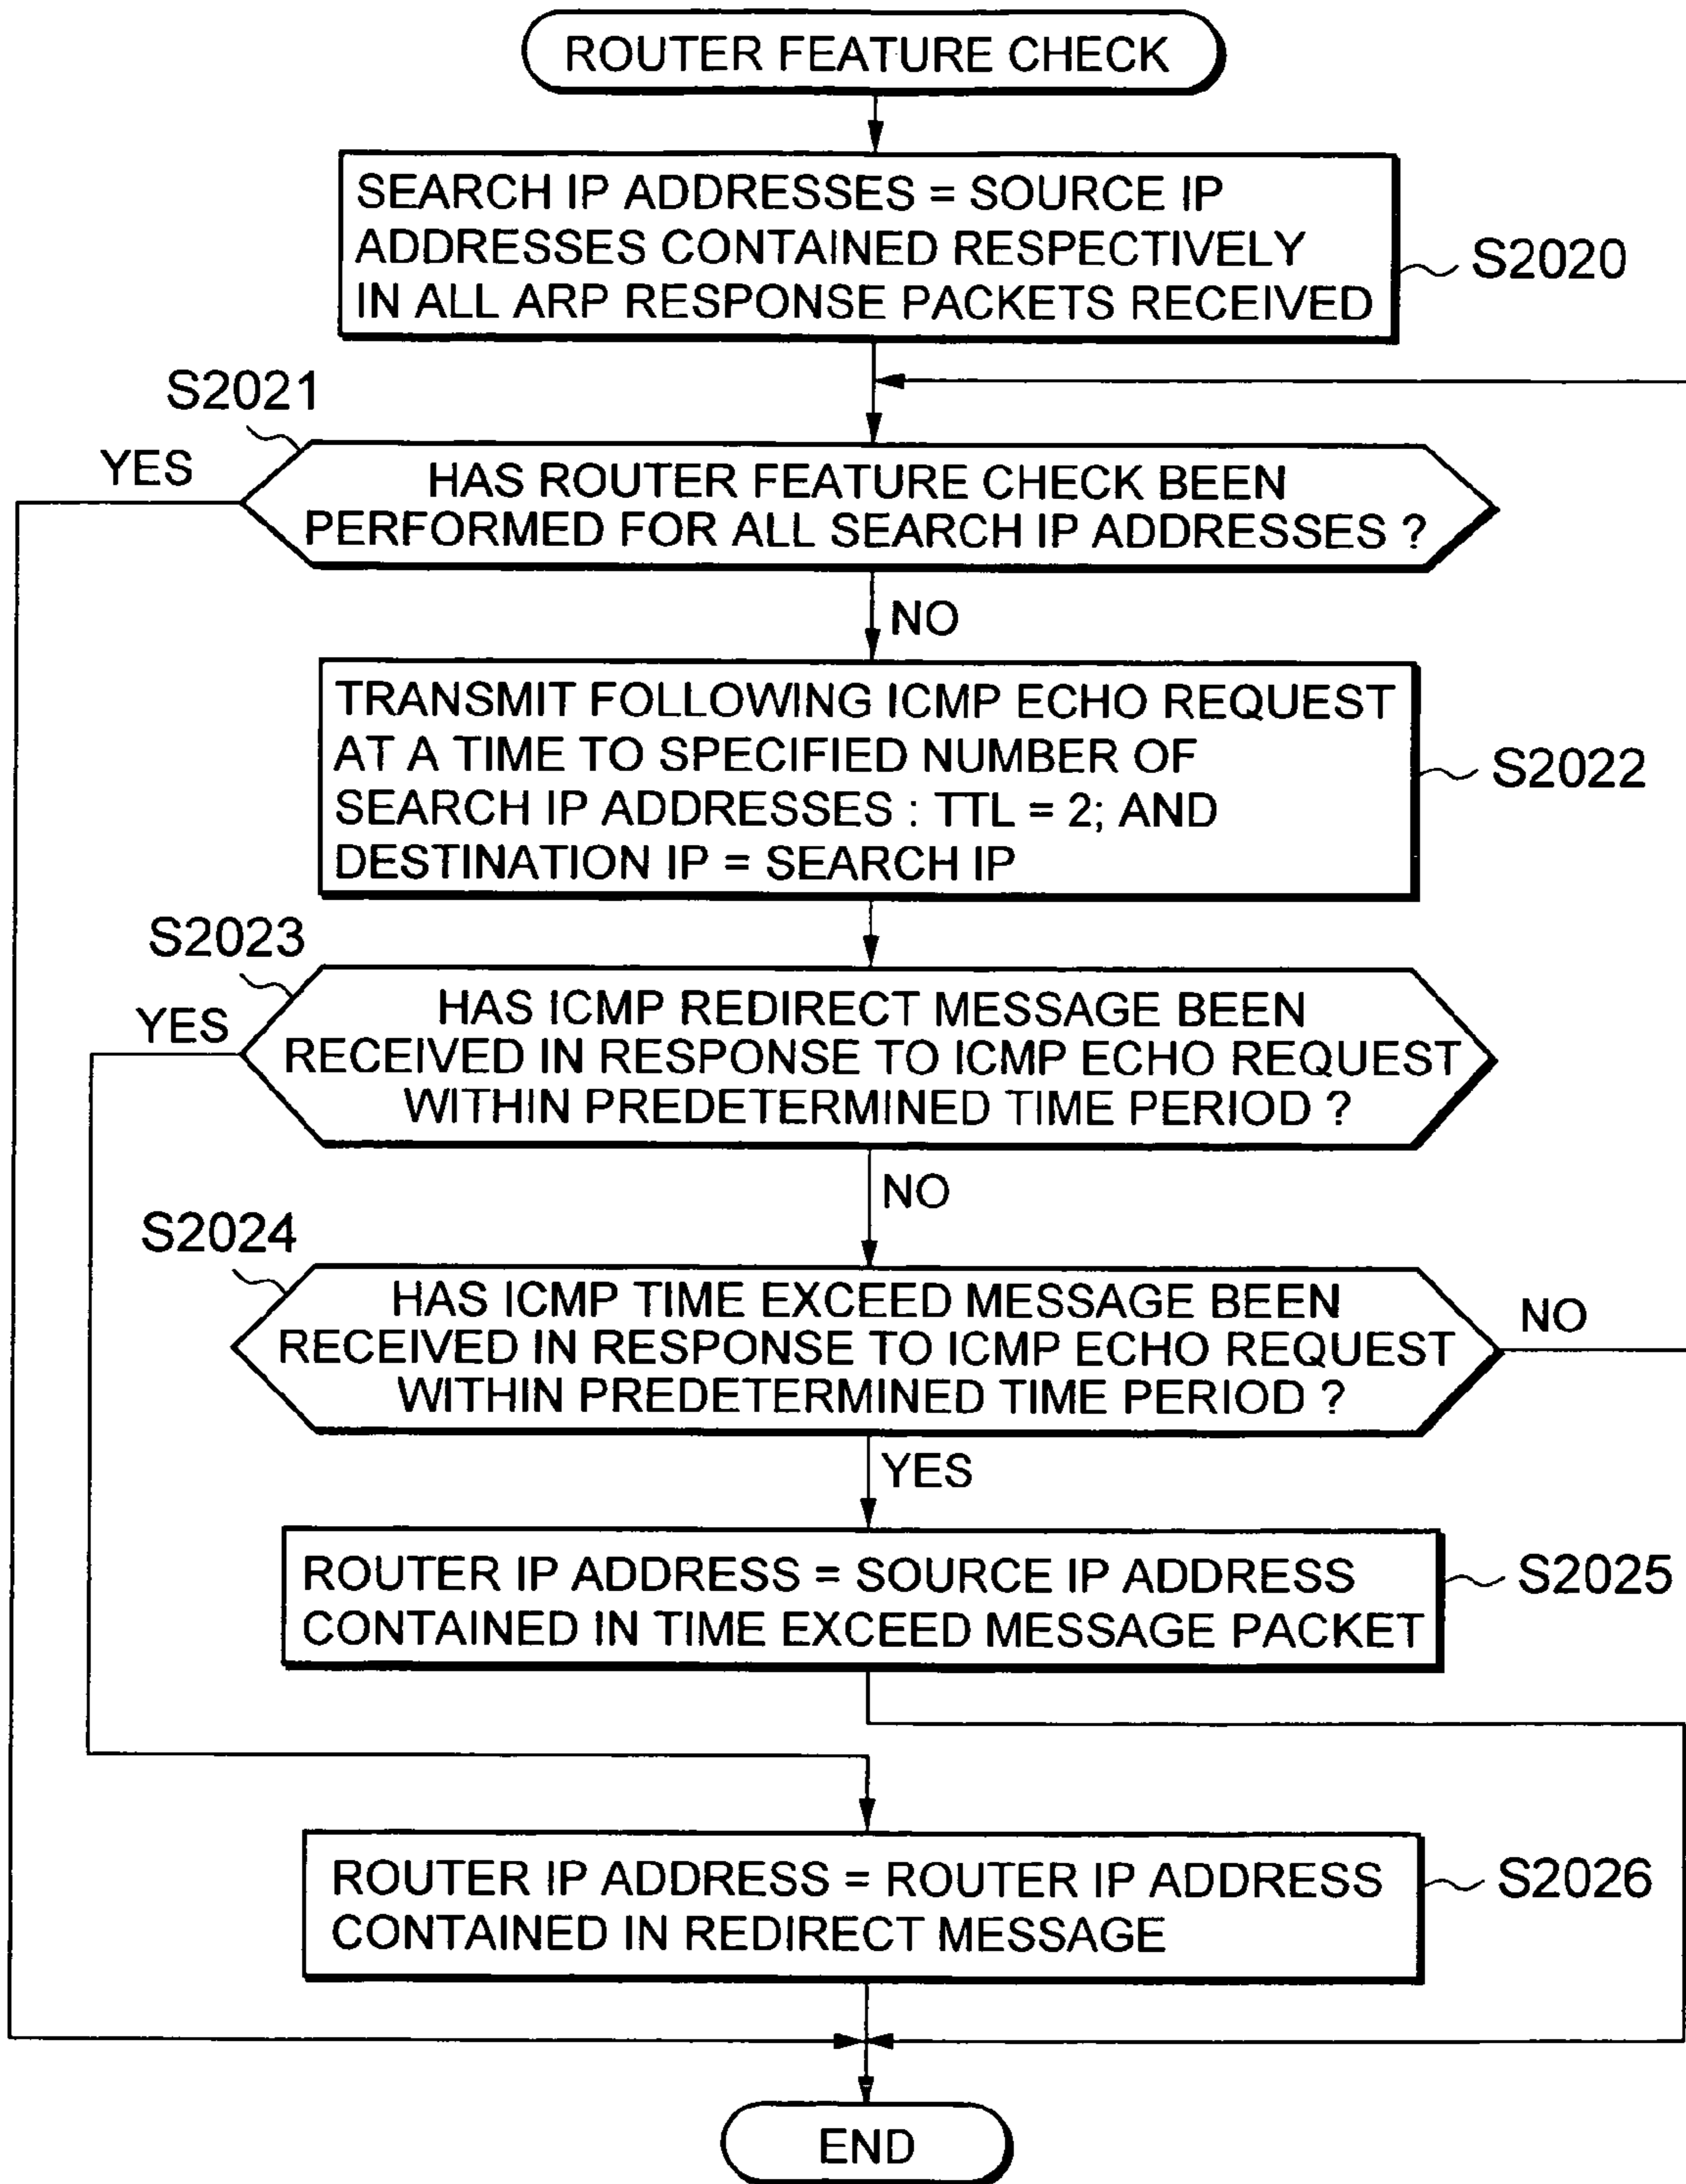 ROUTER FEATURE CHECK
SEARCH IP ADDRESSES = SOURCE IP
ADDRESSES CONTAINED RESPECTIVELY
IN ALL ARP RESPONSE PACKETS RECEIVED
S2020
S2021
YES
HAS ROUTER FEATURE CHECK BEEN
PERFORMED FOR ALL SEARCH IP ADDRESSES ?
NO
TRANSMIT FOLLOWING ICMP ECHO REQUEST
AT A TIME TO SPECIFIED NUMBER OF
SEARCH IP ADDRESSES : TTL = 2; AND
DESTINATION IP = SEARCH IP
S2022
S2023
YES
HAS ICMP REDIRECT MESSAGE BEEN
RECEIVED IN RESPONSE TO ICMP ECHO REQUEST
WITHIN PREDETERMINED TIME PERIOD ?
NO
S2024
HAS ICMP TIME EXCEED MESSAGE BEEN
RECEIVED IN RESPONSE TO ICMP ECHO REQUEST
WITHIN PREDETERMINED TIME PERIOD ?
NO
YES
ROUTER IP ADDRESS = SOURCE IP ADDRESS
CONTAINED IN TIME EXCEED MESSAGE PACKET
S2025
ROUTER IP ADDRESS = ROUTER IP ADDRESS
CONTAINED IN REDIRECT MESSAGE
S2026
END